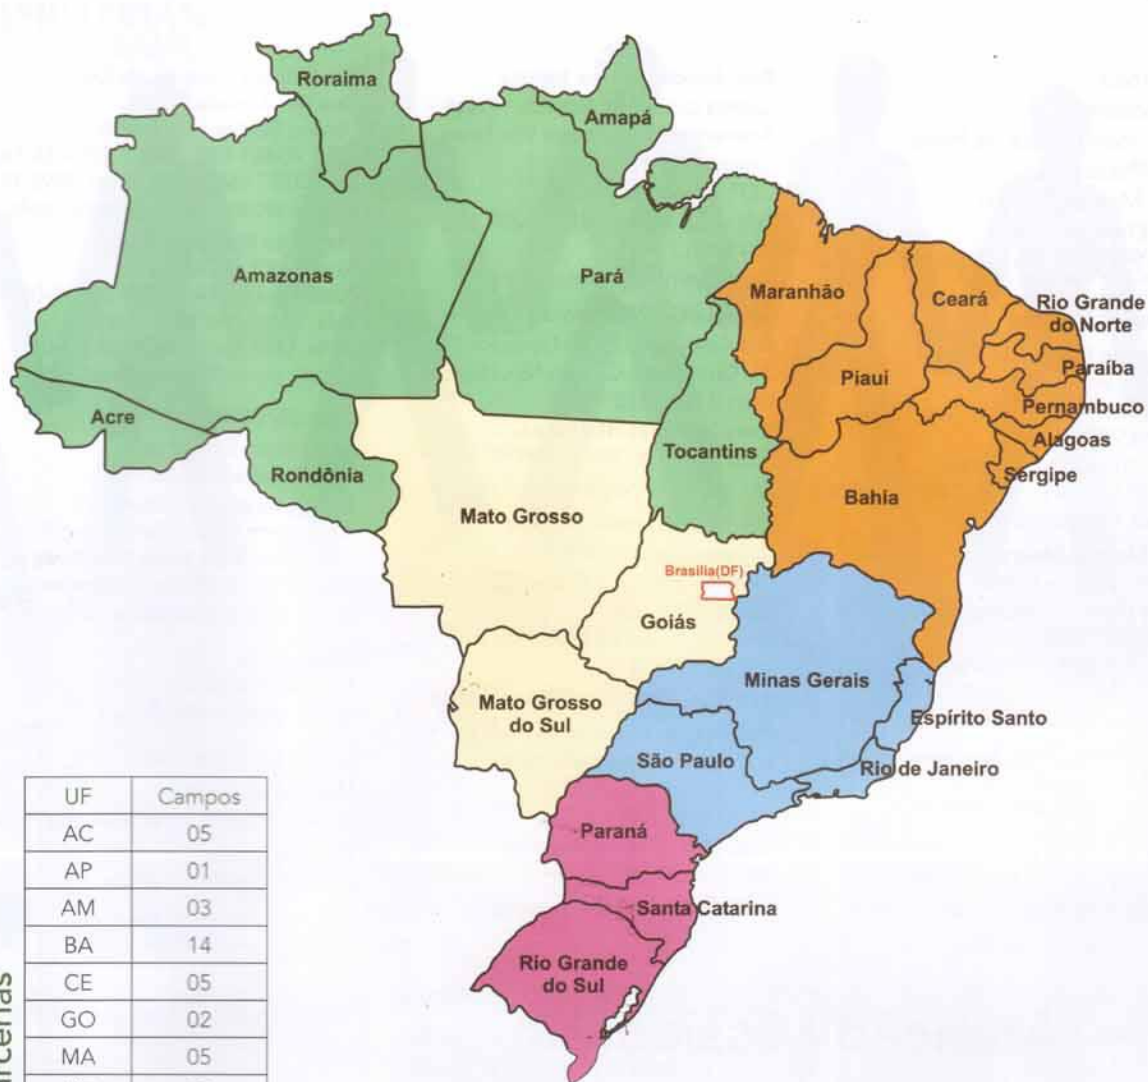 Roraima
Amapá
Amazonas
Pará
Maranhão
Ceará
Rio Grande
do Norte
Piaui
Paraíba
Pernambuco
Alagoas
Sergipe
Acre
Rondônia
Tocantins
Bahia
Mato Grosso
Brasilia(DF)
Goiás
Minas Gerais
Mato Grosso
do Sul
Espírito Santo
São Paulo
Rio de Janeiro
Paraná
Santa Catarina
Rio Grande
do Sul
UF Campos
AC 05
AP 01
AM 03
BA 14
CE 05
GO 02
MA 05